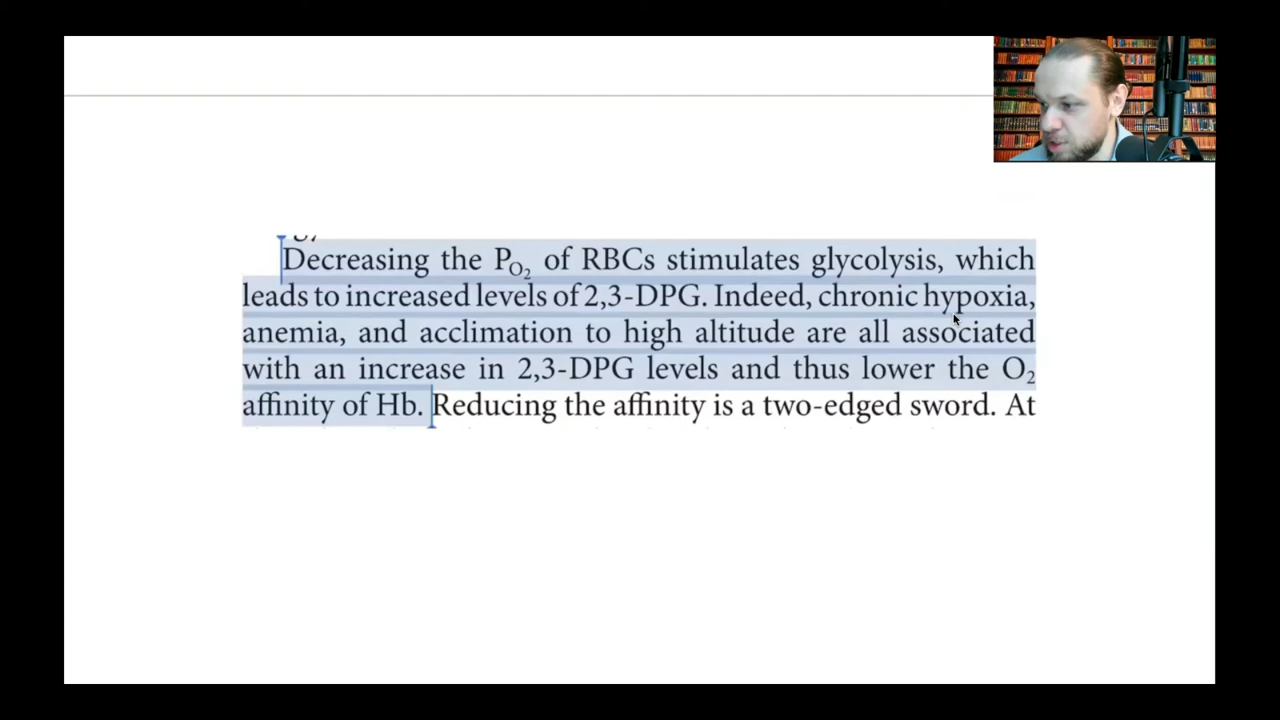 Decreasing the PO₂ of RBCs stimulates glycolysis, which
leads to increased levels of 2,3-DPG. Indeed, chronic hypoxia,
anemia, and acclimation to high altitude are all associated
with an increase in 2,3-DPG levels and thus lower the O₂
affinity of Hb. Reducing the affinity is a two-edged sword. At